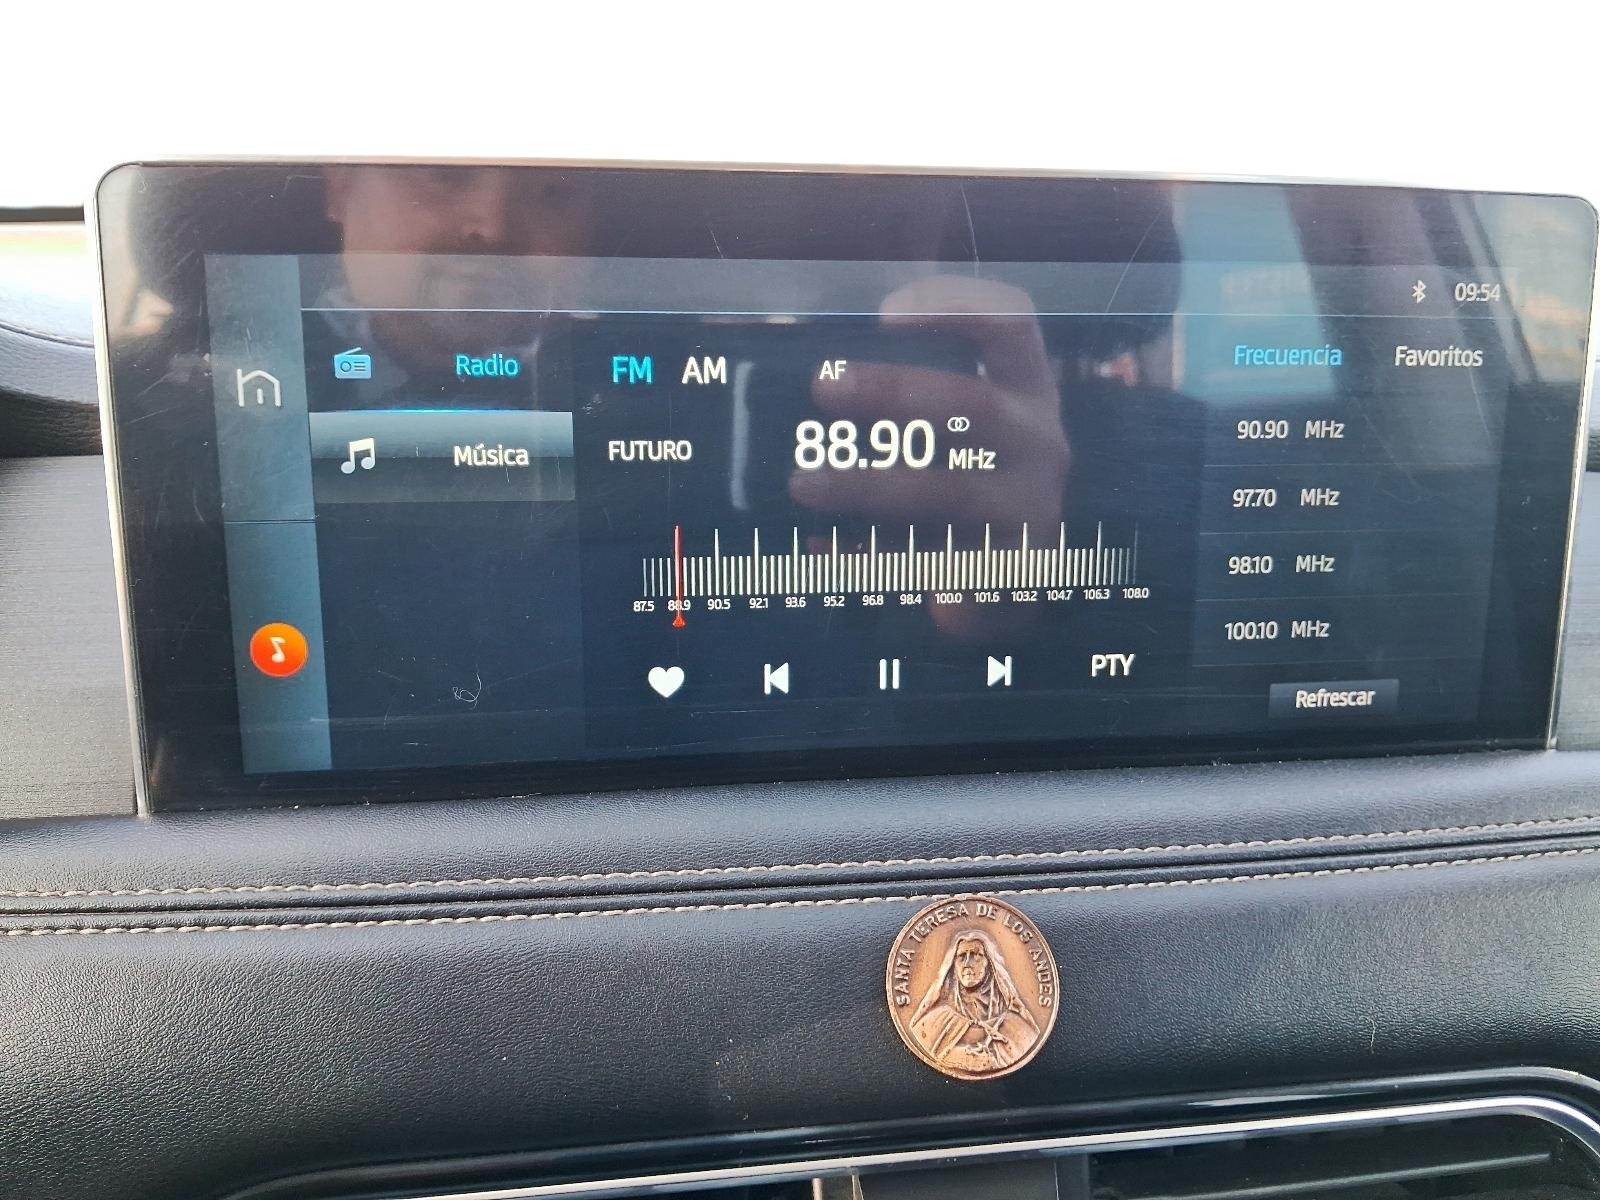 09:54
Radio
Música
FM AM AF
FUTURO 88.90 MHz
87.5 88.9 90.5 92.1 93.6 95.2 96.8 98.4 100.0 101.6 103.2 104.7 106.3 108.0
PTY
Frecuencia Favoritos
90.90 MHz
97.70 MHz
98.10 MHz
100.10 MHz
Refrescar
SANTA TERESA DE LOS ANDES